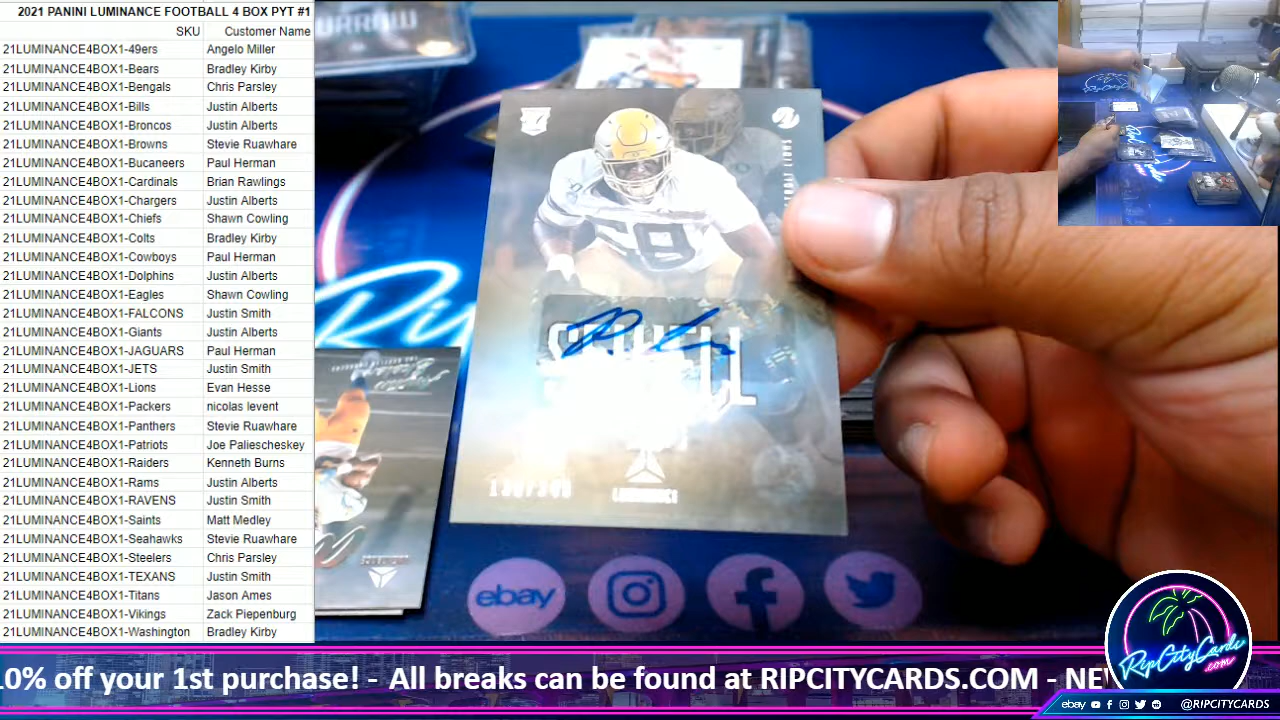 2021 PANINI LUMINANCE FOOTBALL 4 BOX PYT #1
SKU Customer Name
21LUMINANCE4BOX1-49ers Angelo Miller
21LUMINANCE4BOX1-Bears Bradley Kirby
21LUMINANCE4BOX1-Bengals Chris Parsley
21LUMINANCE4BOX1-Bills Justin Alberts
21LUMINANCE4BOX1-Broncos Justin Alberts
21LUMINANCE4BOX1-Browns Stevie Ruawhare
21LUMINANCE4BOX1-Bucaneers Paul Herman
21LUMINANCE4BOX1-Cardinals Brian Rawlings
21LUMINANCE4BOX1-Chargers Justin Alberts
21LUMINANCE4BOX1-Chiefs Shawn Cowling
21LUMINANCE4BOX1-Colts Bradley Kirby
21LUMINANCE4BOX1-Cowboys Paul Herman
21LUMINANCE4BOX1-Dolphins Justin Alberts
21LUMINANCE4BOX1-Eagles Shawn Cowling
21LUMINANCE4BOX1-FALCONS Justin Smith
21LUMINANCE4BOX1-Giants Justin Alberts
21LUMINANCE4BOX1-JAGUARS Paul Herman
21LUMINANCE4BOX1-JETS Justin Smith
21LUMINANCE4BOX1-Lions Evan Hesse
21LUMINANCE4BOX1-Packers nicolas levent
21LUMINANCE4BOX1-Panthers Stevie Ruawhare
21LUMINANCE4BOX1-Patriots Joe Paliescheskey
21LUMINANCE4BOX1-Raiders Kenneth Burns
21LUMINANCE4BOX1-Rams Justin Alberts
21LUMINANCE4BOX1-RAVENS Justin Smith
21LUMINANCE4BOX1-Saints Matt Medley
21LUMINANCE4BOX1-Seahawks Stevie Ruawhare
21LUMINANCE4BOX1-Steelers Chris Parsley
21LUMINANCE4BOX1-TEXANS Justin Smith
21LUMINANCE4BOX1-Titans Jason Ames
21LUMINANCE4BOX1-Vikings Zack Piepenburg
21LUMINANCE4BOX1-Washington Bradley Kirby
58
SEWELL
LUMINANCE
Rip
ebay
0% off your 1st purchase! - All breaks can be found at RIPCITYCARDS.COM - NE
RipCityCards
.com
ebay @RIPCITYCARDS